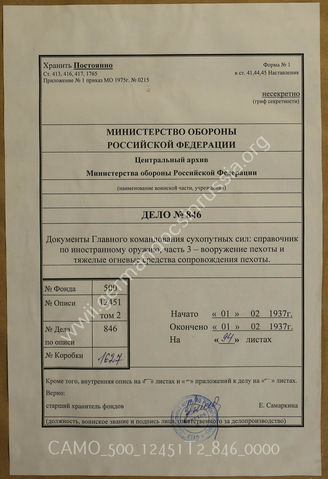 Хранить Постоянно
Ст. 413, 416, 417, 1765
Приложение № 1 приказ МО 1975г. № 0215
Форма № 1
к ст. 41,44,45 Наставления
несекретно
(гриф секретности)
МИНИСТЕРСТВО ОБОРОНЫ
РОССИЙСКОЙ ФЕДЕРАЦИИ
Центральный архив
Министерства обороны Российской Федерации
(наименование воинской части, учреждения)
ДЕЛО № 846
Документы Главного командования сухопутных сил: справочник
по иностранному оружию, часть 3 – вооружение пехоты и
тяжелые огневые средства сопровождения пехоты.
№ Фонда 500
№ Описи 12451
том 2
№ Дела 846
по описи
№ Коробки 1627
Начато « 01 » 02 1937г.
Окончено « 01 » 02 1937г.
На « » листах
Кроме того, внутренняя опись на « » листах и «–» приложений к делу на «–» листах.
Верно:
старший хранитель фондов Е. Самаркина
(должность, воинское звание и подпись лица, ответственного за делопроизводство)
www.germandocsinrussia.org
CAMO_500_1245112_846_0000